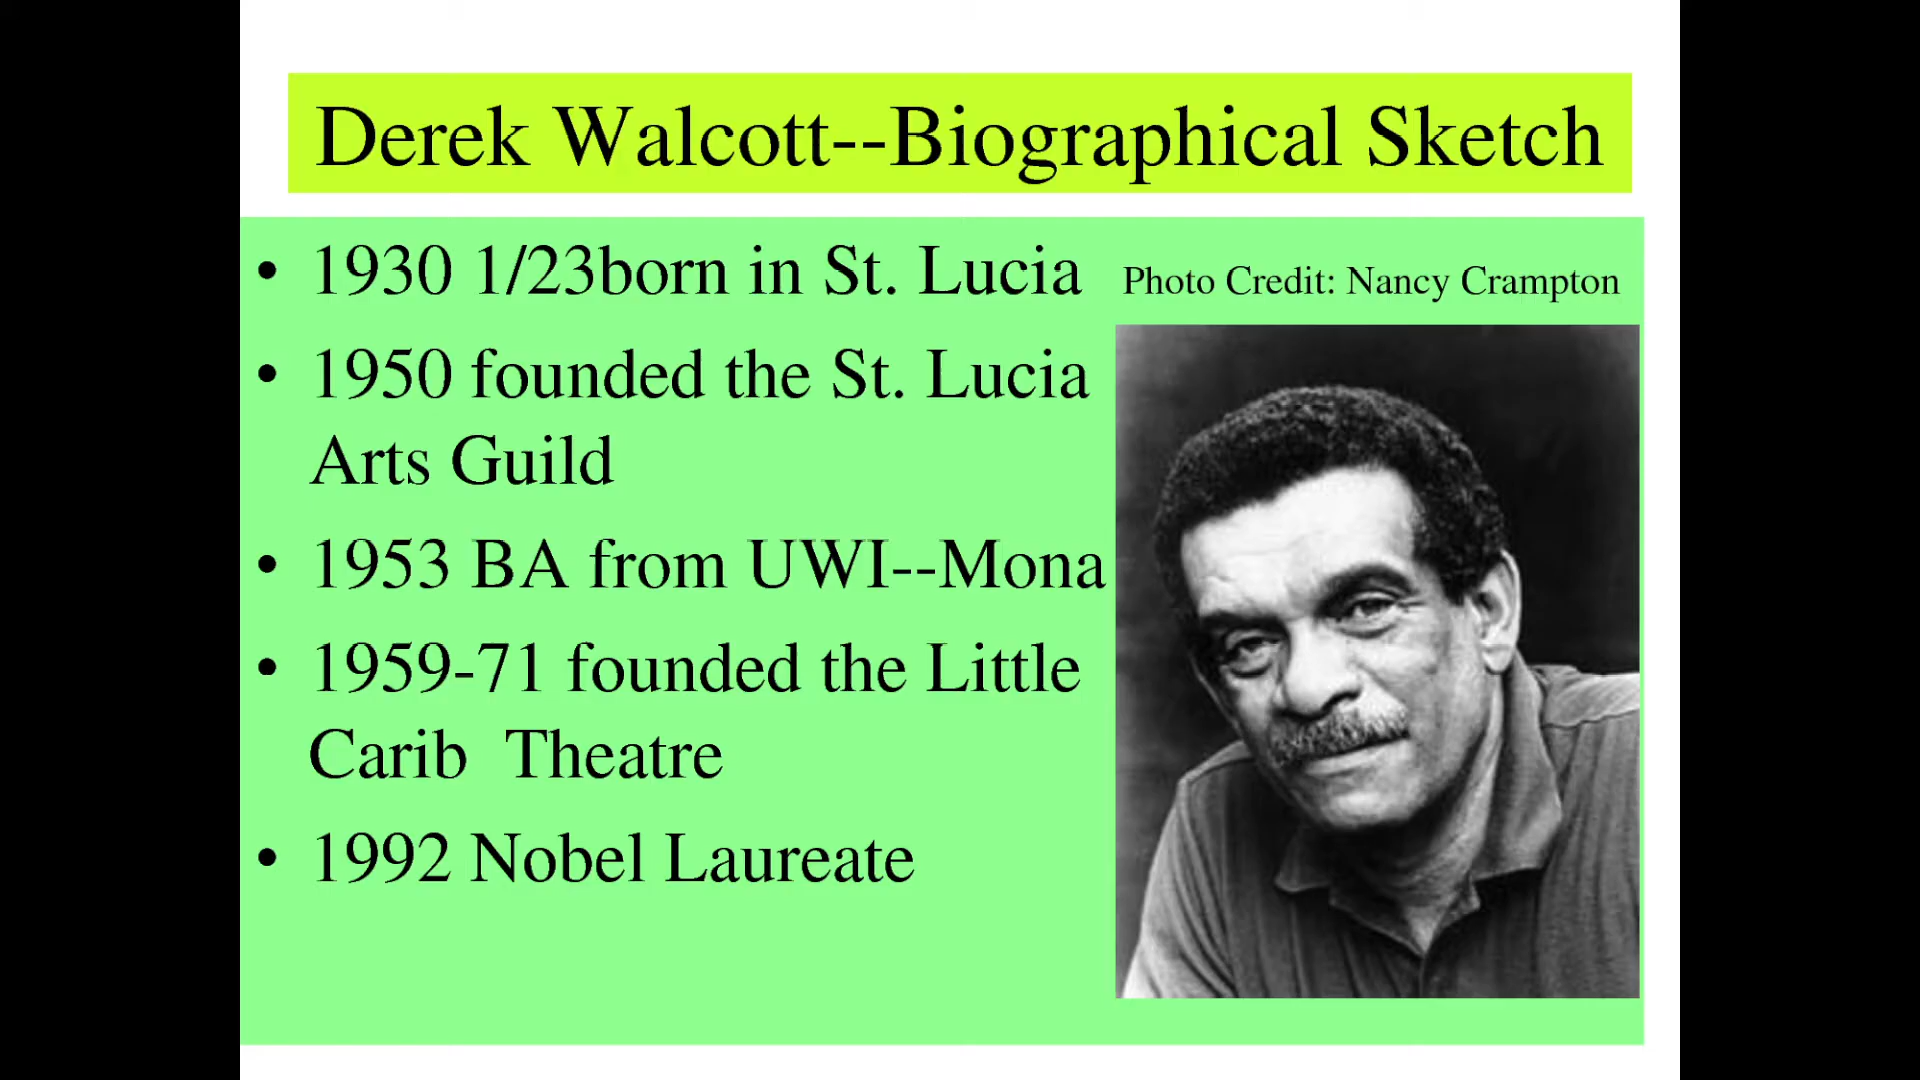 Derek Walcott--Biographical Sketch
• 1930 1/23born in St. Lucia
Photo Credit: Nancy Crampton
• 1950 founded the St. Lucia
Arts Guild
• 1953 BA from UWI--Mona
• 1959-71 founded the Little
Carib  Theatre
• 1992 Nobel Laureate